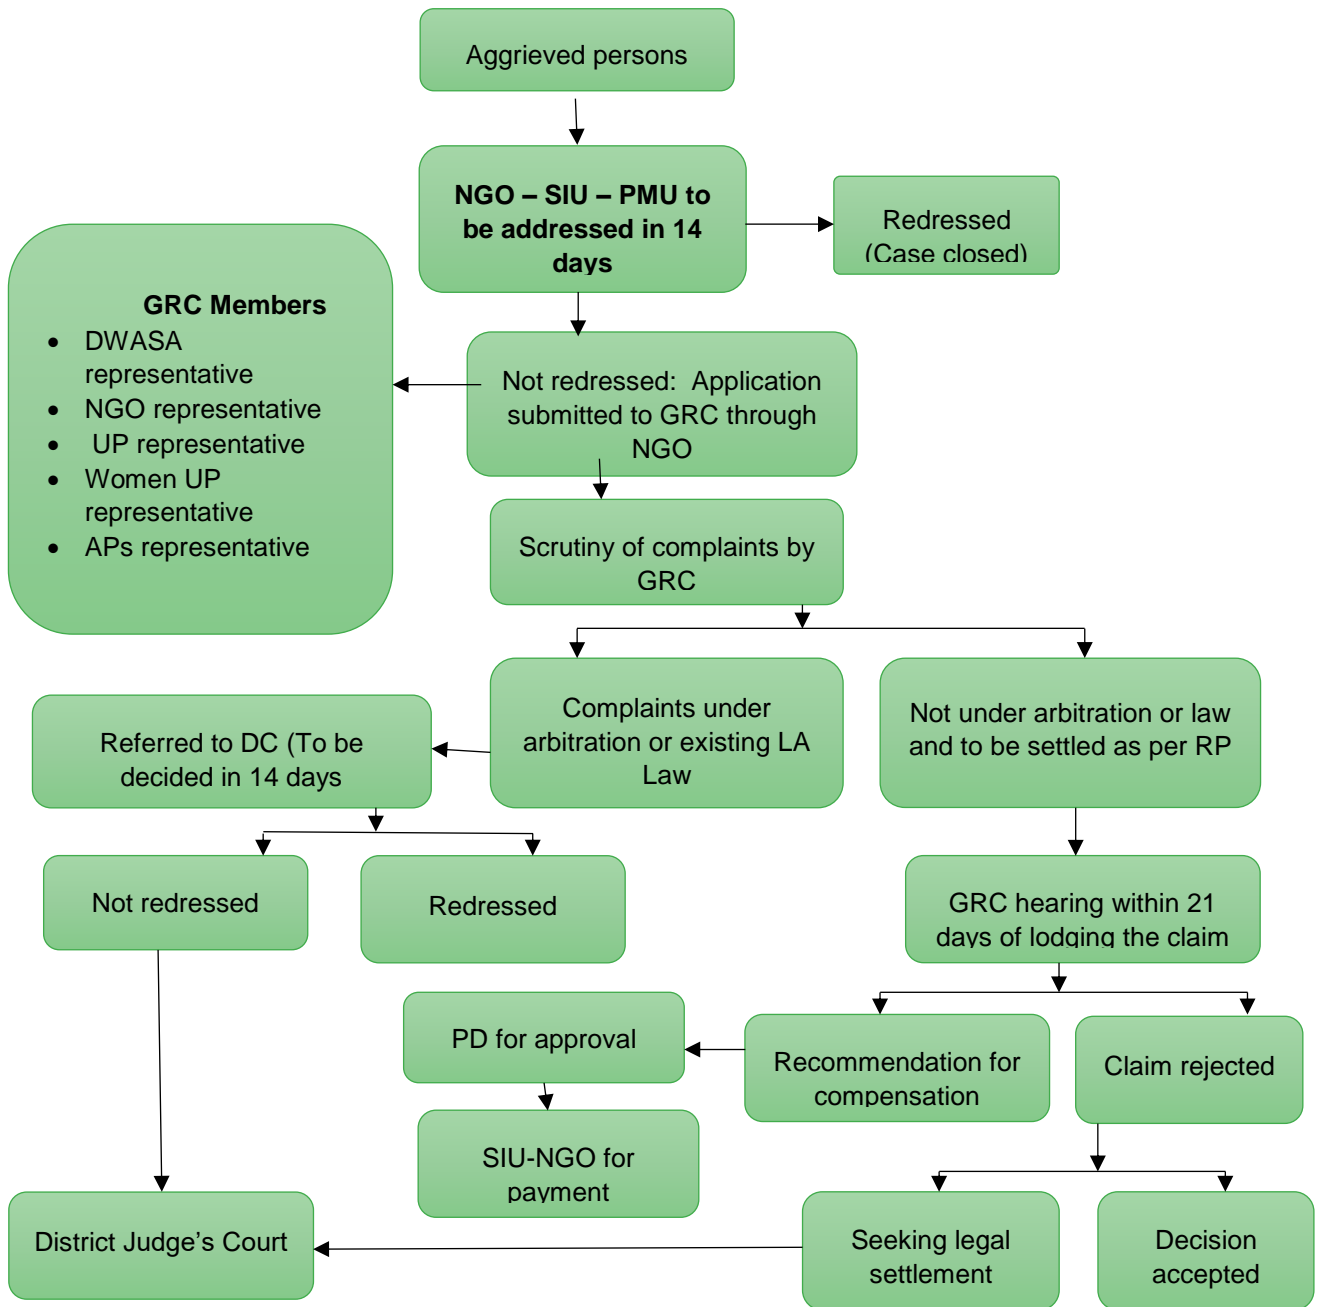 Aggrieved persons
NGO – SIU – PMU to
be addressed in 14
days
Redressed
(Case closed)
GRC Members
• DWASA
representative
• NGO representative
• UP representative
• Women UP
representative
• APs representative
Not redressed: Application
submitted to GRC through
NGO
Scrutiny of complaints by
GRC
Complaints under
arbitration or existing LA
Law
Not under arbitration or law
and to be settled as per RP
Referred to DC (To be
decided in 14 days
Not redressed
Redressed
GRC hearing within 21
days of lodging the claim
PD for approval
Recommendation for
compensation
Claim rejected
SIU-NGO for
payment
District Judge’s Court
Seeking legal
settlement
Decision
accepted